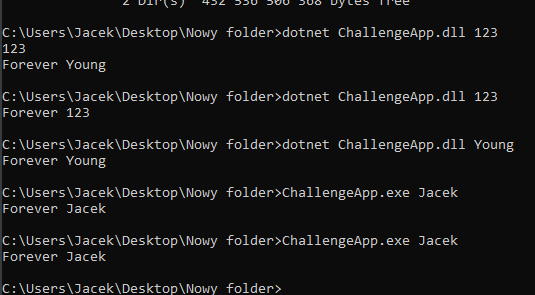 2 Dir(s)  432 536 506 368 bytes free
C:\Users\Jacek\Desktop\Nowy folder>dotnet ChallengeApp.dll 123
123
Forever Young
C:\Users\Jacek\Desktop\Nowy folder>dotnet ChallengeApp.dll 123
Forever 123
C:\Users\Jacek\Desktop\Nowy folder>dotnet ChallengeApp.dll Young
Forever Young
C:\Users\Jacek\Desktop\Nowy folder>ChallengeApp.exe Jacek
Forever Jacek
C:\Users\Jacek\Desktop\Nowy folder>ChallengeApp.exe Jacek
Forever Jacek
C:\Users\Jacek\Desktop\Nowy folder>